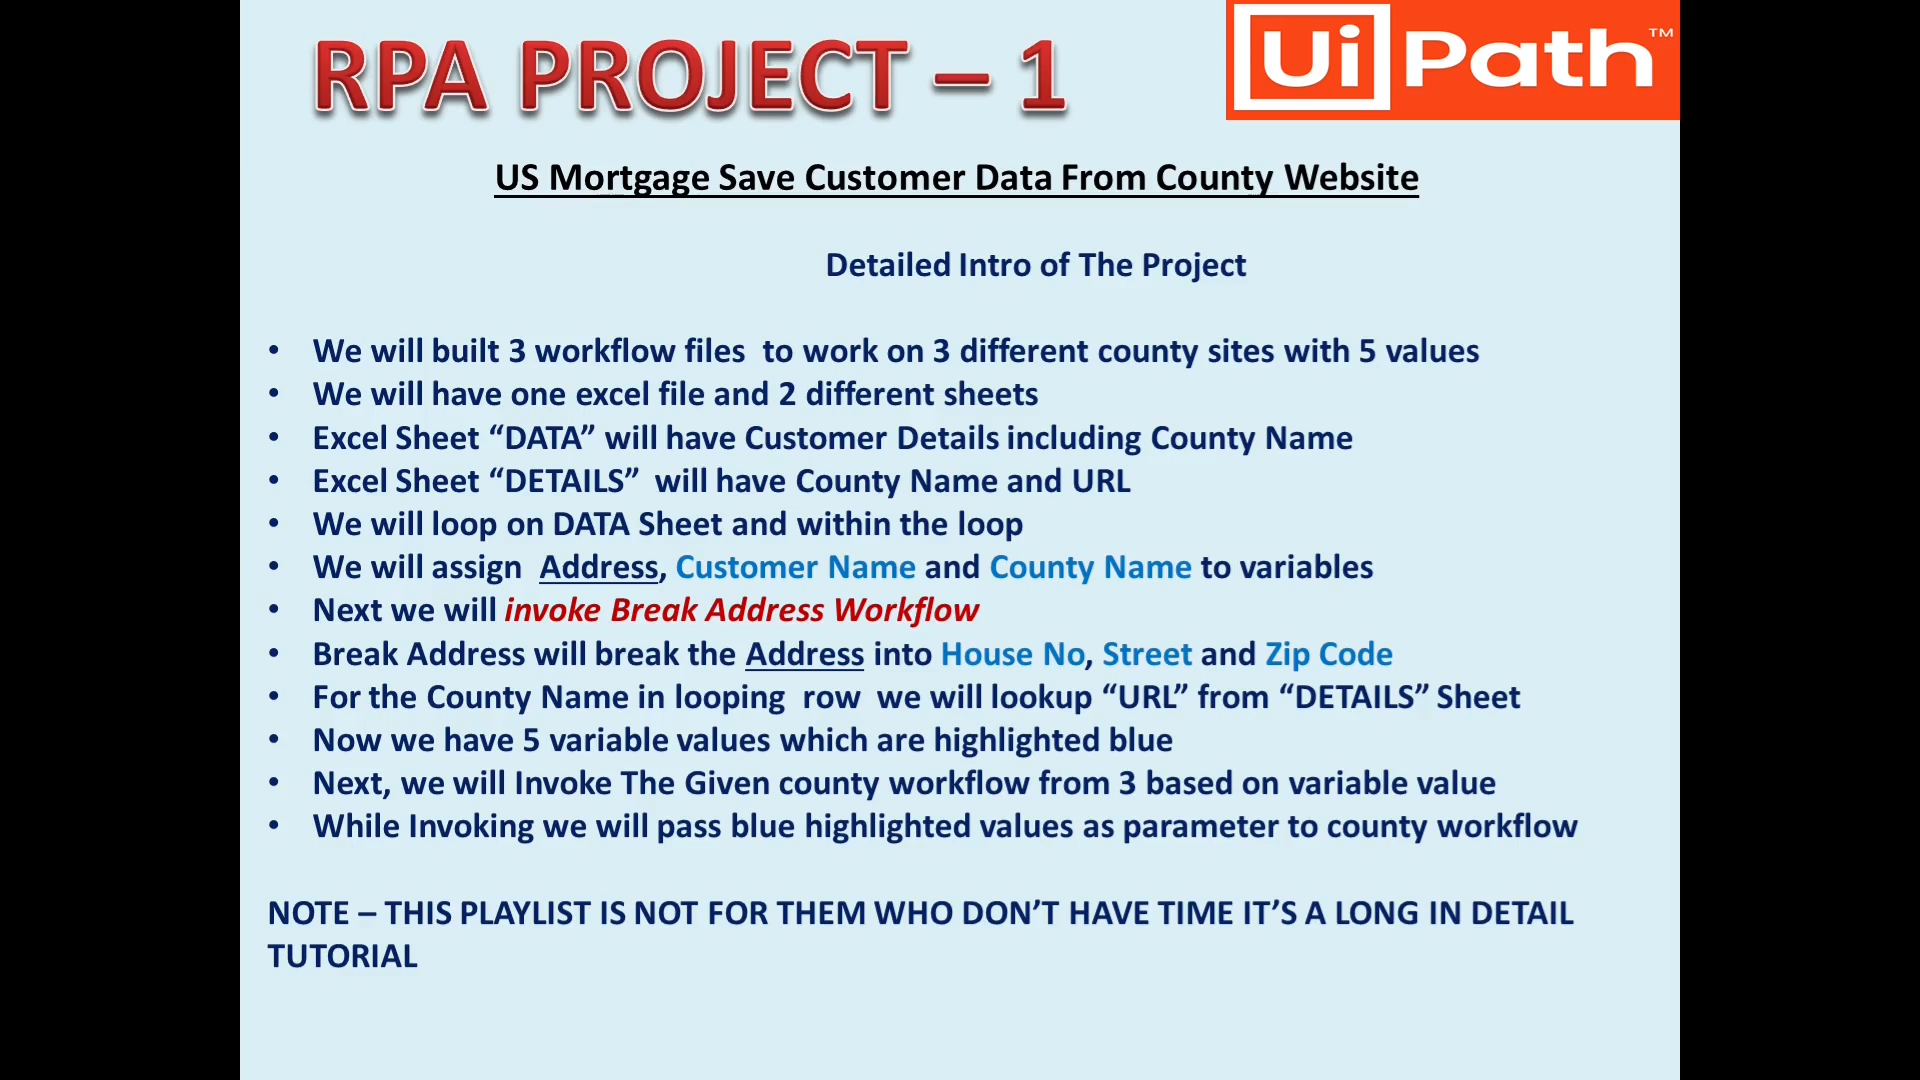 RPA PROJECT – 1
UiPath™
US Mortgage Save Customer Data From County Website
Detailed Intro of The Project
• We will built 3 workflow files to work on 3 different county sites with 5 values
• We will have one excel file and 2 different sheets
• Excel Sheet “DATA” will have Customer Details including County Name
• Excel Sheet “DETAILS” will have County Name and URL
• We will loop on DATA Sheet and within the loop
• We will assign Address, Customer Name and County Name to variables
• Next we will invoke Break Address Workflow
• Break Address will break the Address into House No, Street and Zip Code
• For the County Name in looping row we will lookup “URL” from “DETAILS” Sheet
• Now we have 5 variable values which are highlighted blue
• Next, we will Invoke The Given county workflow from 3 based on variable value
• While Invoking we will pass blue highlighted values as parameter to county workflow
NOTE – THIS PLAYLIST IS NOT FOR THEM WHO DON’T HAVE TIME IT’S A LONG IN DETAIL
TUTORIAL